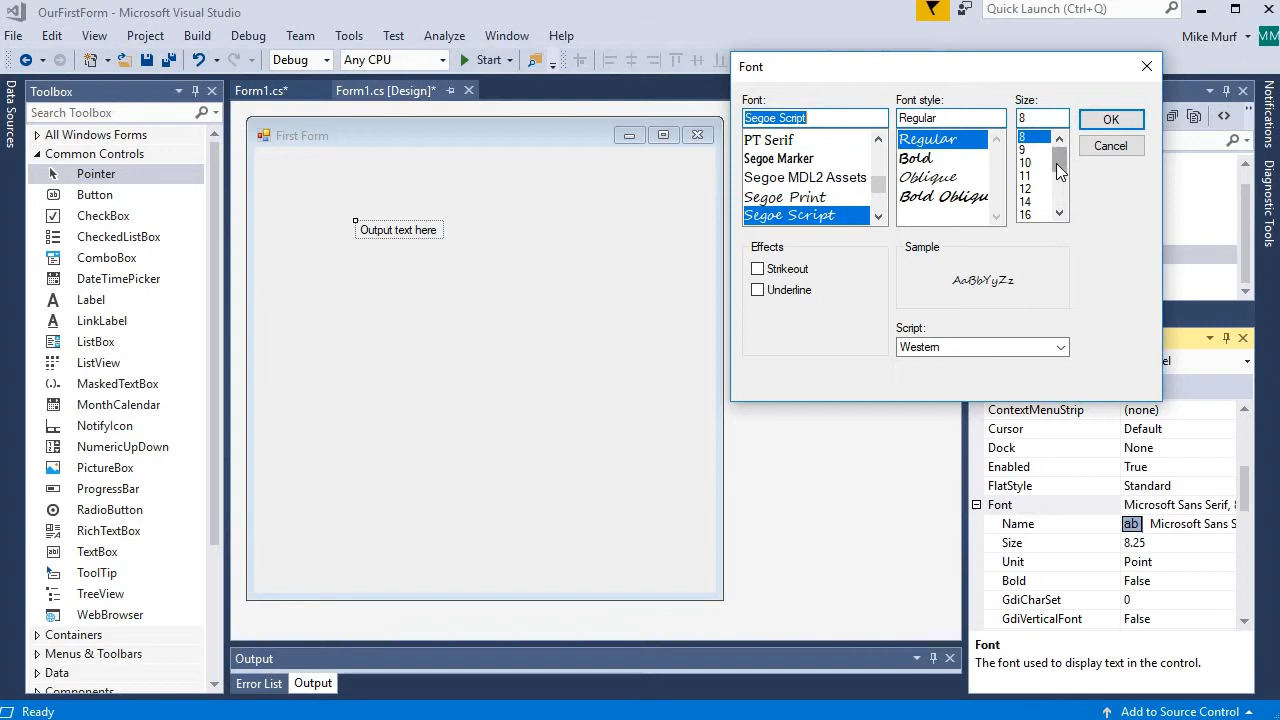 OurFirstForm - Microsoft Visual Studio
Quick Launch (Ctrl+Q)
File Edit View Project Build Debug Team Tools Test Analyze Window Help
Mike Murf
MM
Debug
Any CPU
Start
Data Sources
Toolbox
Search Toolbox
All Windows Forms
Common Controls
Pointer
Button
CheckBox
CheckedListBox
ComboBox
DateTimePicker
Label
LinkLabel
ListBox
ListView
MaskedTextBox
MonthCalendar
NotifyIcon
NumericUpDown
PictureBox
ProgressBar
RadioButton
RichTextBox
TextBox
ToolTip
TreeView
WebBrowser
Containers
Menus & Toolbars
Data
Components
Form1.cs*
Form1.cs [Design]*
First Form
Output text here
Font
Font:
Segoe Script
PT Serif
Segoe Marker
Segoe MDL2 Assets
Segoe Print
Segoe Script
Font style:
Regular
Regular
Bold
Oblique
Bold Obliqu
Size:
8
8
9
10
11
12
14
16
OK
Cancel
Effects
Strikeout
Underline
Sample
AaBbYyZz
Script:
Western
Notifications
Diagnostic Tools
el
ContextMenuStrip (none)
Cursor Default
Dock None
Enabled True
FlatStyle Standard
Font Microsoft Sans Serif, 8
Name ab Microsoft Sans S
Size 8.25
Unit Point
Bold False
GdiCharSet 0
GdiVerticalFont False
Font
The font used to display text in the control.
Output
Error List
Output
Ready
Add to Source Control